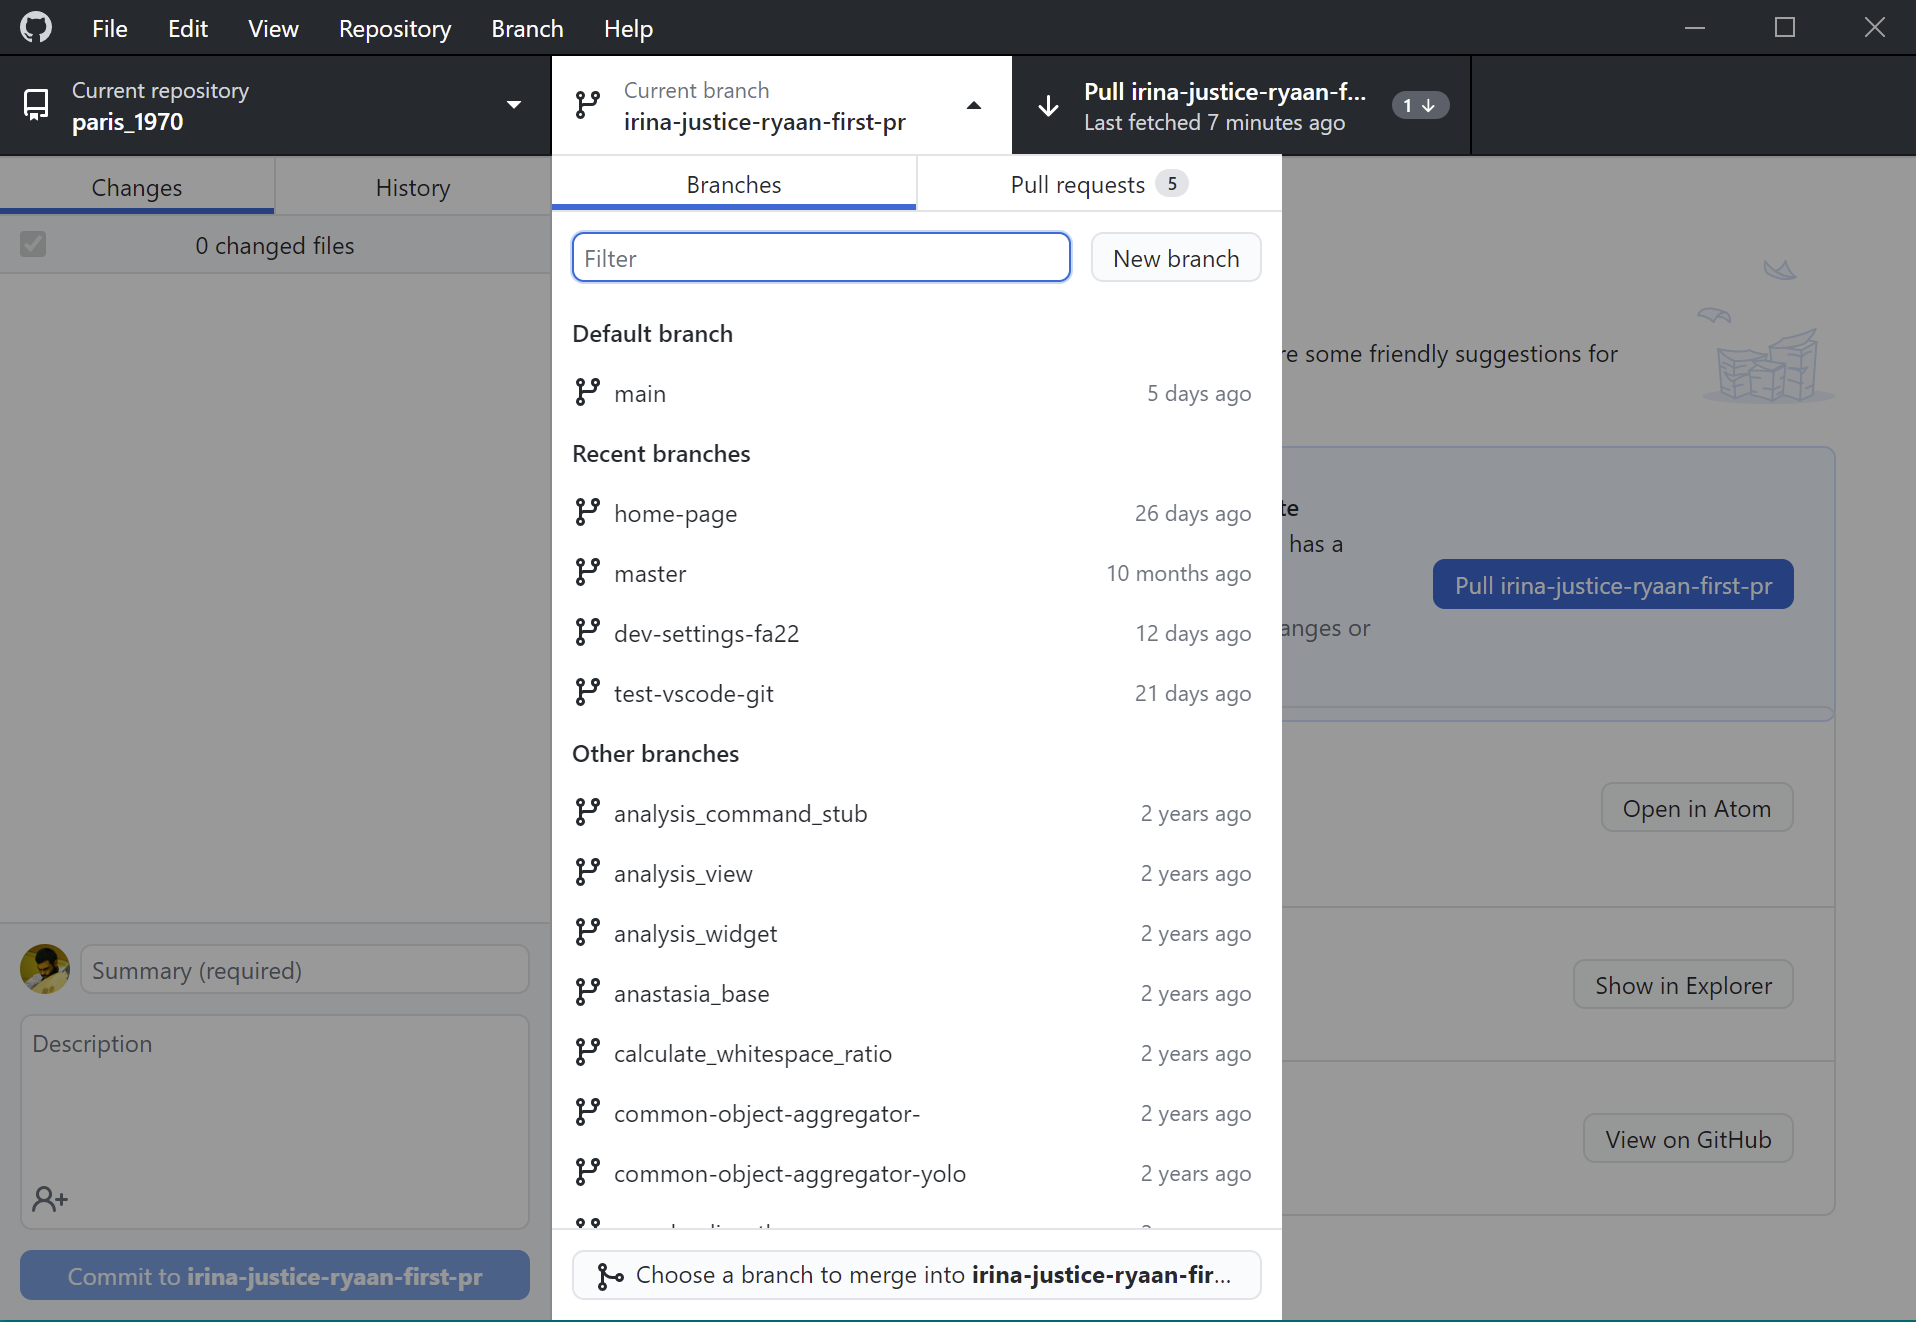 File Edit View Repository Branch Help
Current repository
paris_1970
Current branch
irina-justice-ryaan-first-pr
Pull irina-justice-ryaan-f...
Last fetched 7 minutes ago
1
Changes
History
Branches
Pull requests 5
0 changed files
Filter
New branch
Default branch
main 5 days ago
Recent branches
home-page 26 days ago
master 10 months ago
dev-settings-fa22 12 days ago
test-vscode-git 21 days ago
Other branches
analysis_command_stub 2 years ago
analysis_view 2 years ago
analysis_widget 2 years ago
anastasia_base 2 years ago
calculate_whitespace_ratio 2 years ago
common-object-aggregator- 2 years ago
common-object-aggregator-yolo 2 years ago
Choose a branch to merge into irina-justice-ryaan-fir...
some friendly suggestions for
has a
Pull irina-justice-ryaan-first-pr
or
Open in Atom
Show in Explorer
View on GitHub
Summary (required)
Description
Commit to irina-justice-ryaan-first-pr